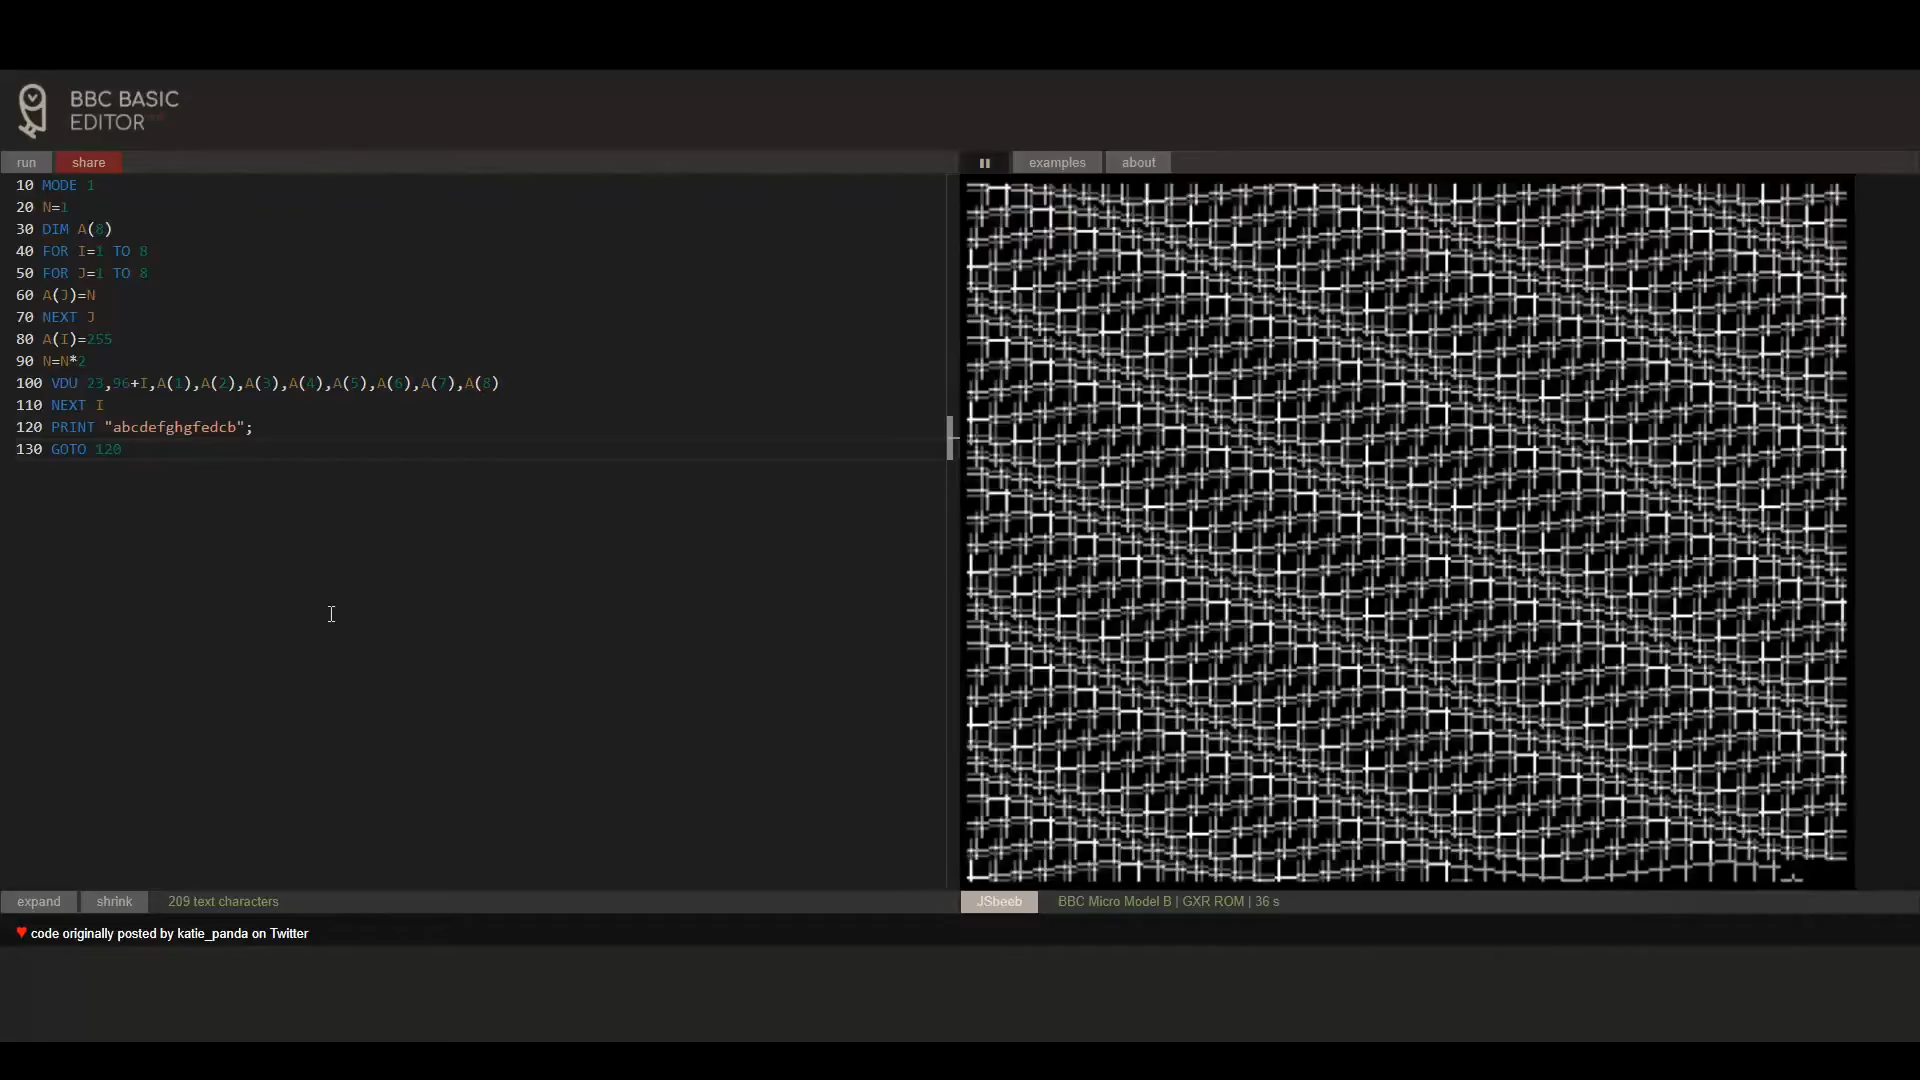 BBC BASIC
EDITOR
run share examples about
10 MODE 1
20 N=1
30 DIM A(8)
40 FOR I=1 TO 8
50 FOR J=1 TO 8
60 A(J)=N
70 NEXT J
80 A(I)=255
90 N=N*2
100 VDU 23,96+I,A(1),A(2),A(3),A(4),A(5),A(6),A(7),A(8)
110 NEXT I
120 PRINT "abcdefghgfedcb";
130 GOTO 120
expand shrink 209 text characters JSbeeb BBC Micro Model B | GXR ROM | 36 s
♥ code originally posted by katie_panda on Twitter